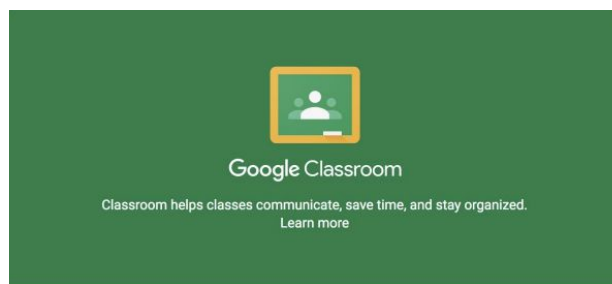 Google Classroom
Classroom helps classes communicate, save time, and stay organized.
Learn more